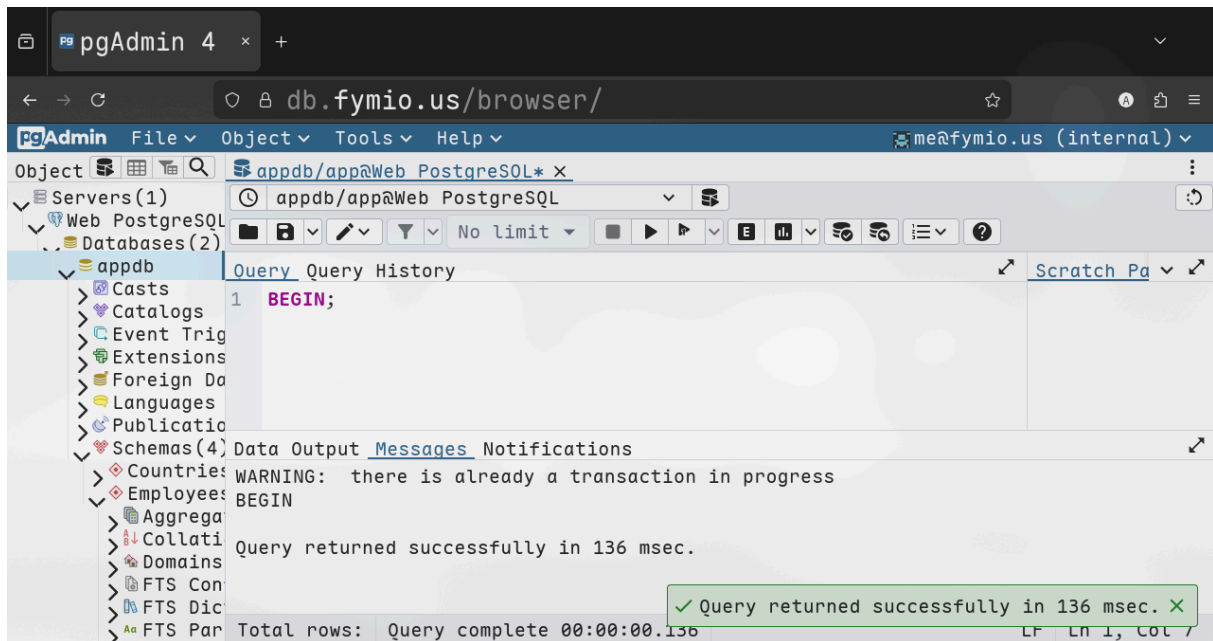 pgAdmin 4
db.fymio.us/browser/
pgAdmin File Object Tools Help me@fymio.us (internal)
Object
appdb/app@Web PostgreSQL*
Servers(1)
appdb/app@Web PostgreSQL
Web PostgreSQL
No limit
Databases(2)
appdb
Query Query History
Scratch Pa
Casts
1 BEGIN;
Catalogs
Event Trig
Extensions
Foreign Da
Languages
Publicatio
Schemas(4)
Data Output Messages Notifications
Countries
WARNING: there is already a transaction in progress
Employees
BEGIN
Aggrega
Collati
Query returned successfully in 136 msec.
Domains
FTS Con
FTS Dic
Query returned successfully in 136 msec.
FTS Par
Total rows: Query complete 00:00:00.136
LF Ln 1, Col 7